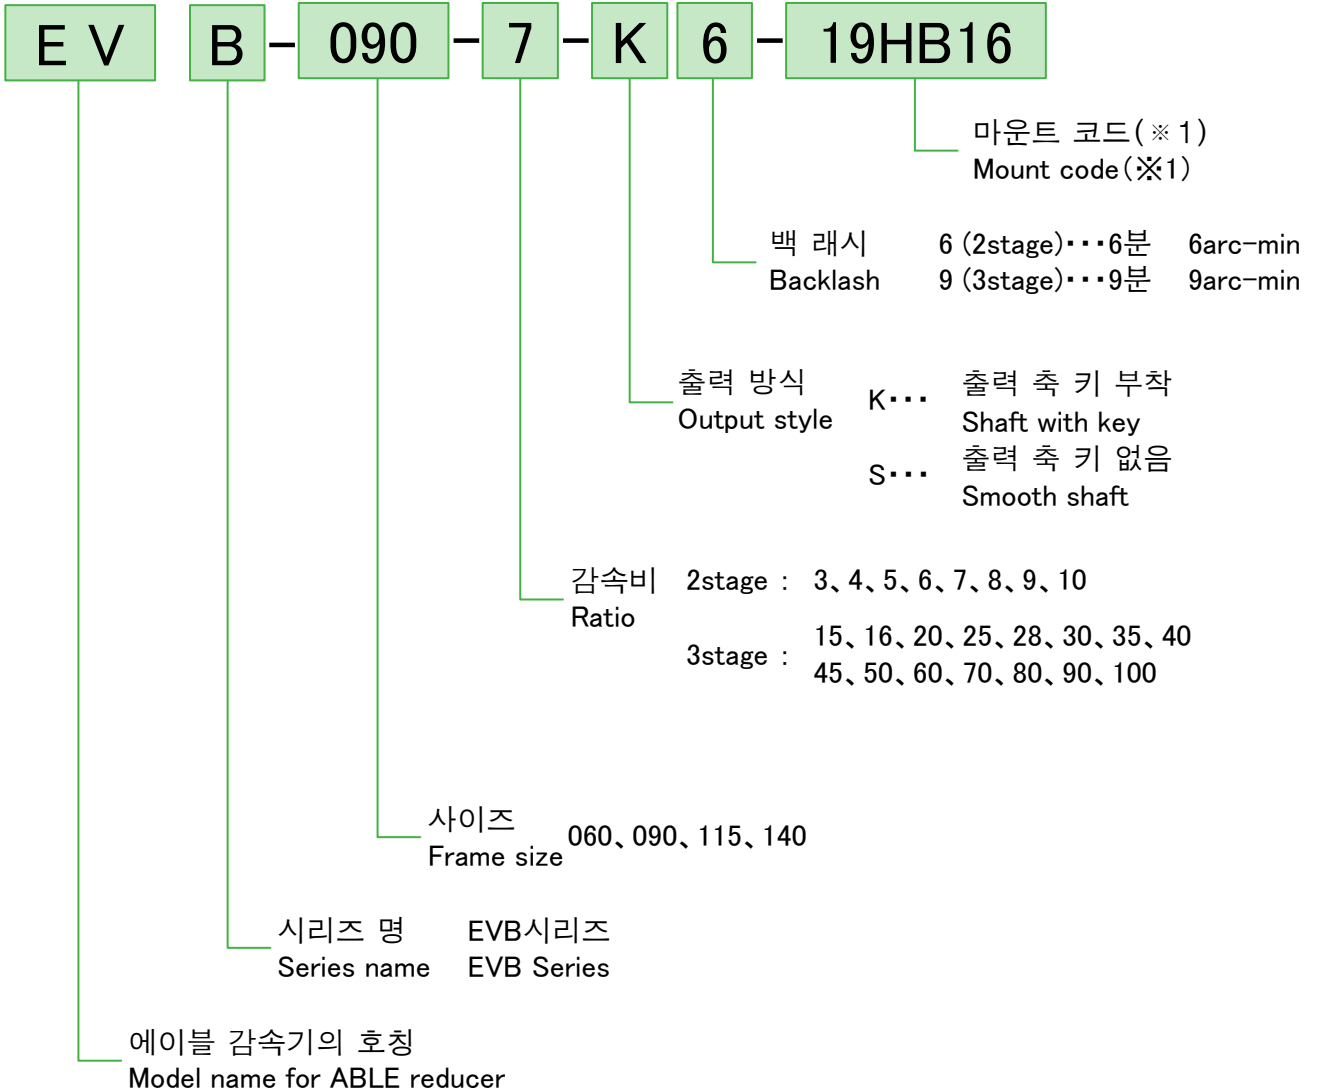 E V B - 090 - 7 - K 6 - 19HB16
마운트 코드(※1)
Mount code(※1)
백 래시 6 (2stage)･･･6분 6arc-min
Backlash 9 (3stage)･･･9분 9arc-min
출력 방식 K･･･ 출력 축 키 부착
Output style Shaft with key
S･･･ 출력 축 키 없음
Smooth shaft
감속비 2stage : 3、4、5、6、7、8、9、10
Ratio
3stage : 15、16、20、25、28、30、35、40
45、50、60、70、80、90、100
사이즈 060、090、115、140
Frame size
시리즈 명 EVB시리즈
Series name EVB Series
에이블 감속기의 호칭
Model name for ABLE reducer